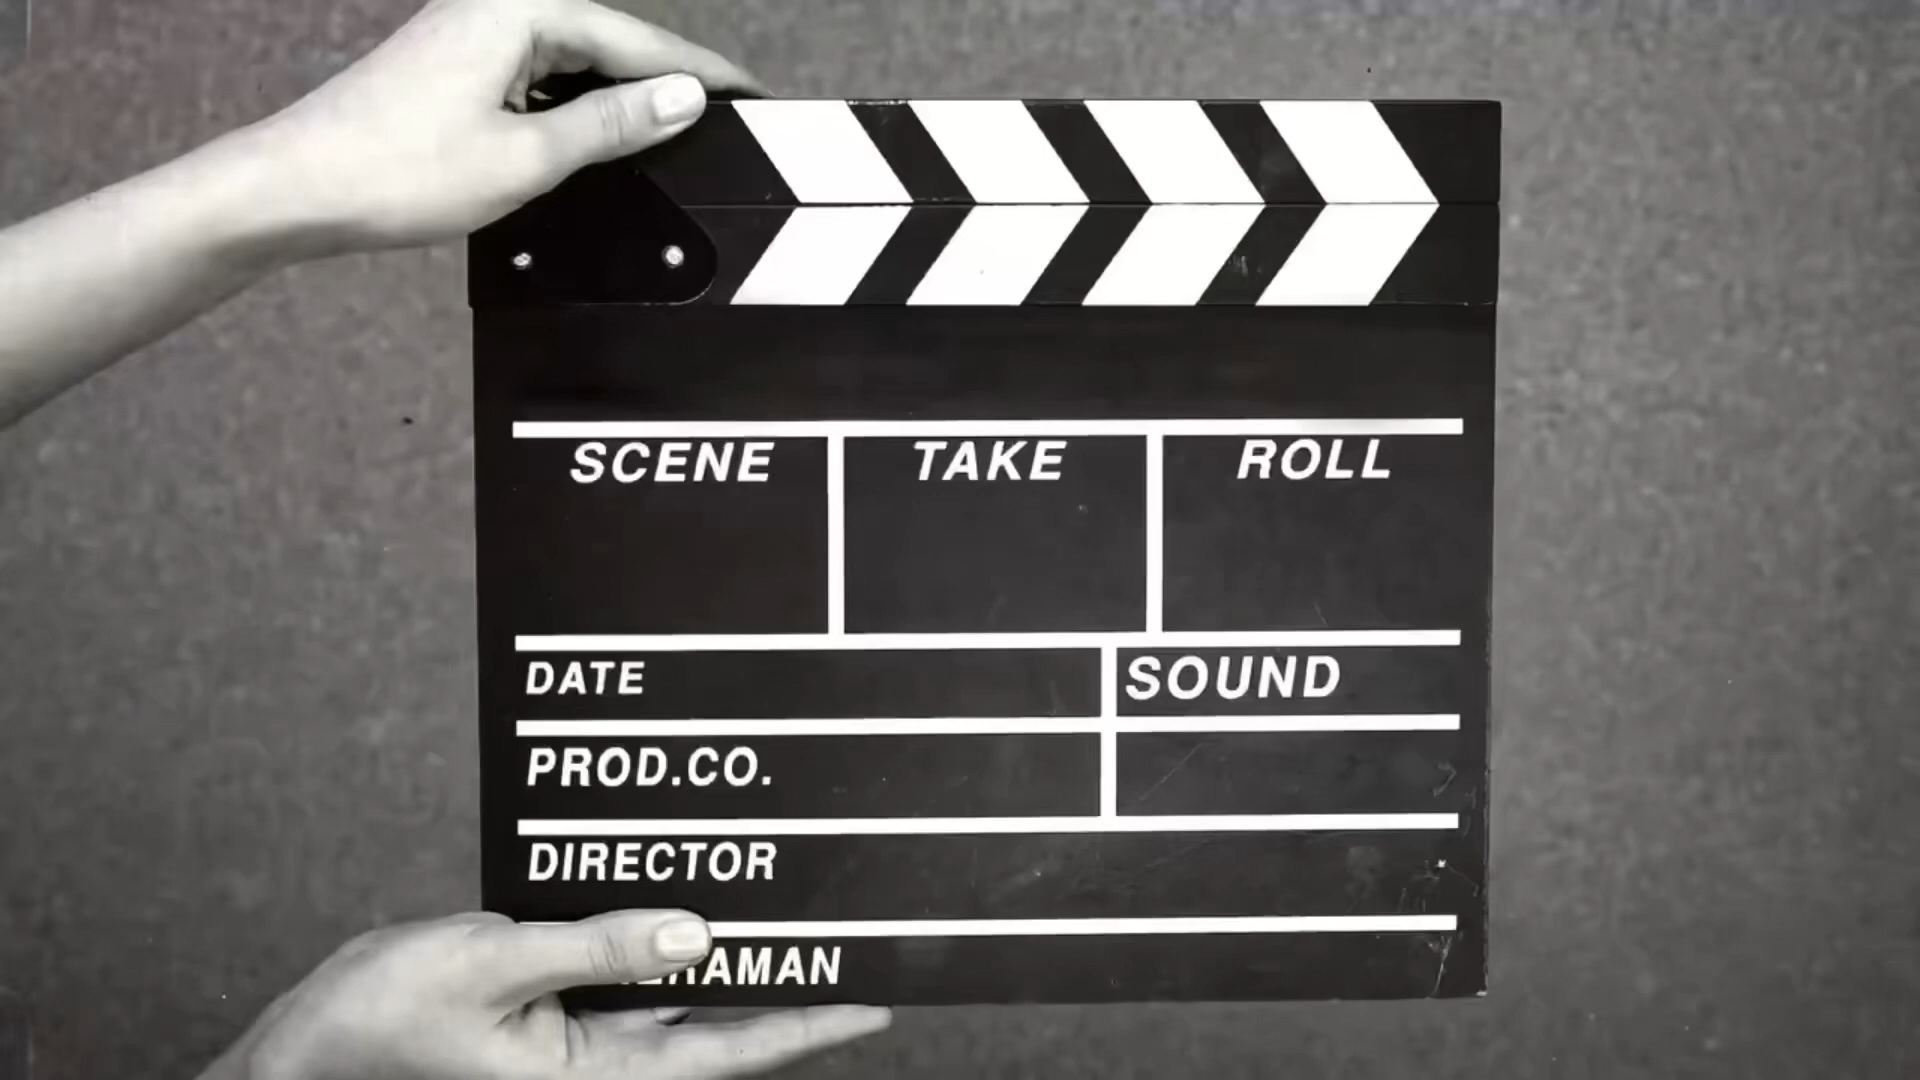 SCENE TAKE ROLL
DATE SOUND
PROD.CO.
DIRECTOR